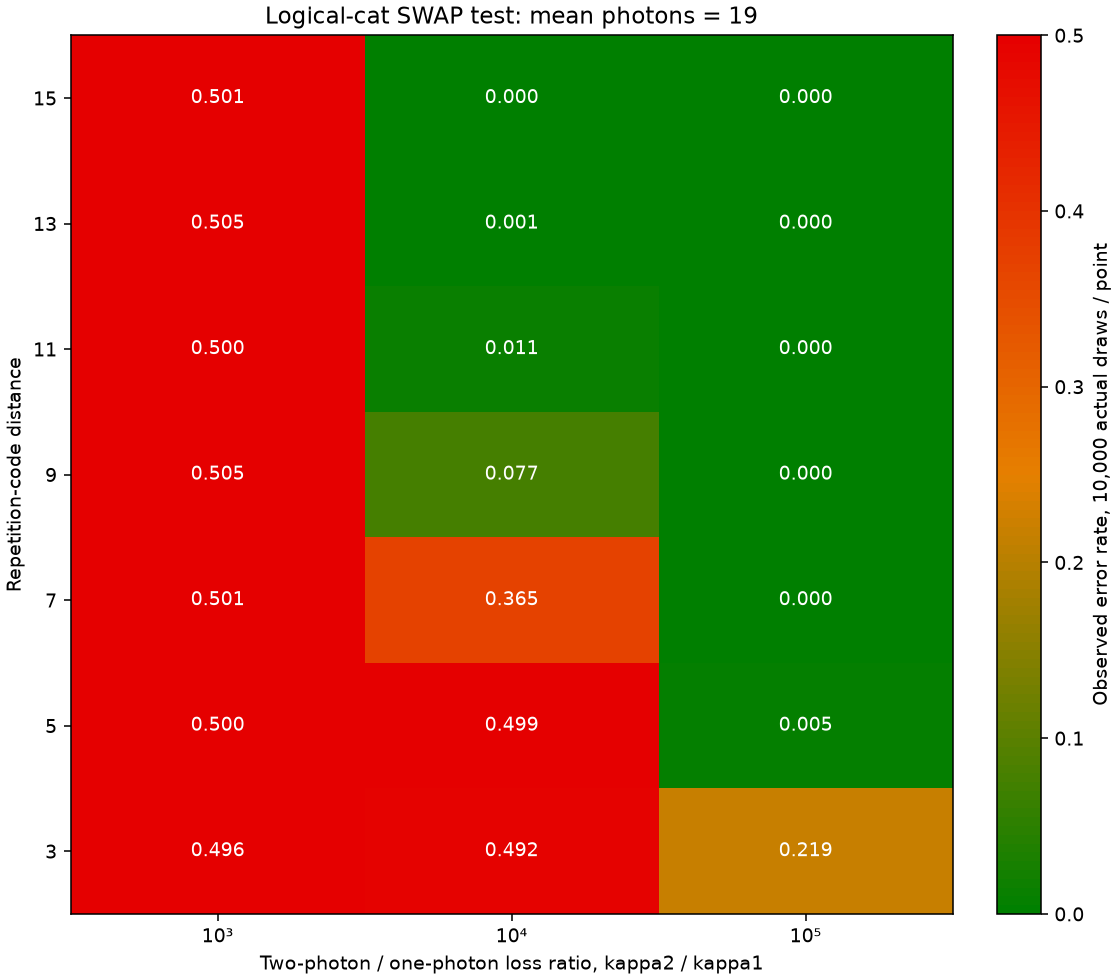 Logical-cat SWAP test: mean photons = 19
Repetition-code distance
15 0.501 0.000 0.000
13 0.505 0.001 0.000
11 0.500 0.011 0.000
9 0.505 0.077 0.000
7 0.501 0.365 0.000
5 0.500 0.499 0.005
3 0.496 0.492 0.219
10³ 10⁴ 10⁵
Two-photon / one-photon loss ratio, kappa2 / kappa1
0.5
0.4
0.3
0.2
0.1
0.0
Observed error rate, 10,000 actual draws / point